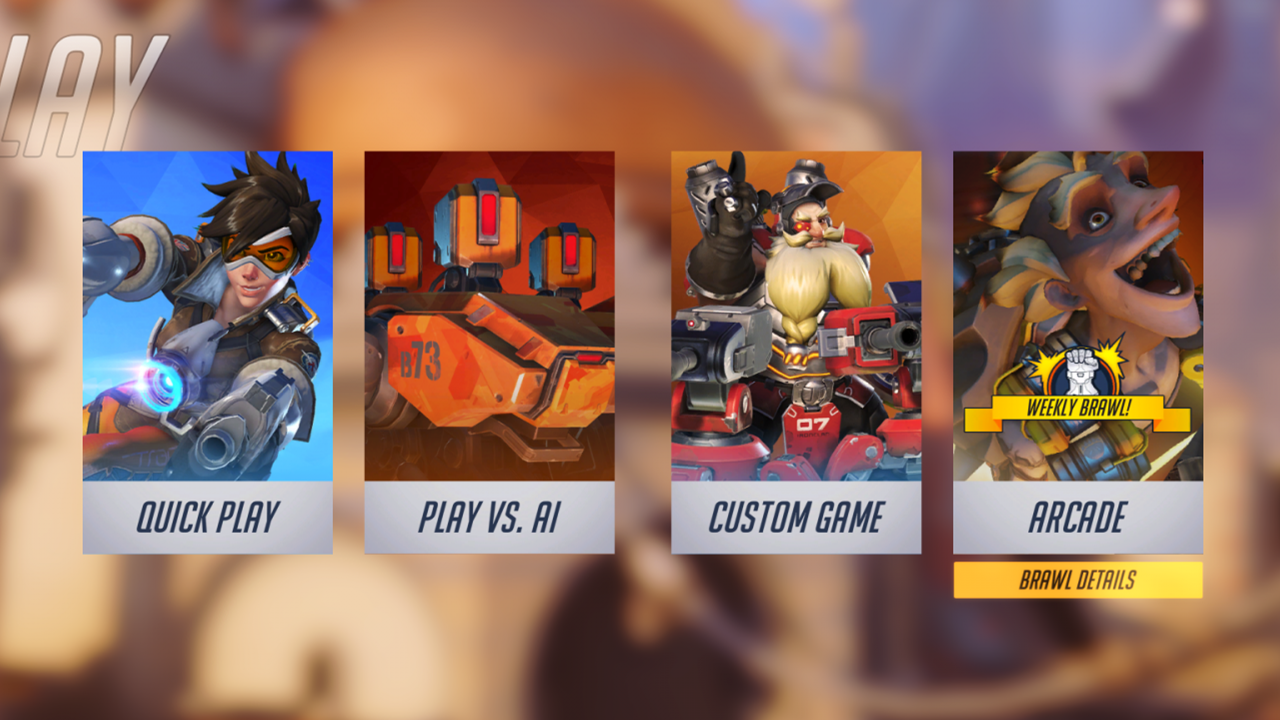 LAY
B73
07
WEEKLY BRAWL!
QUICK PLAY
PLAY VS. AI
CUSTOM GAME
ARCADE
BRAWL DETAILS